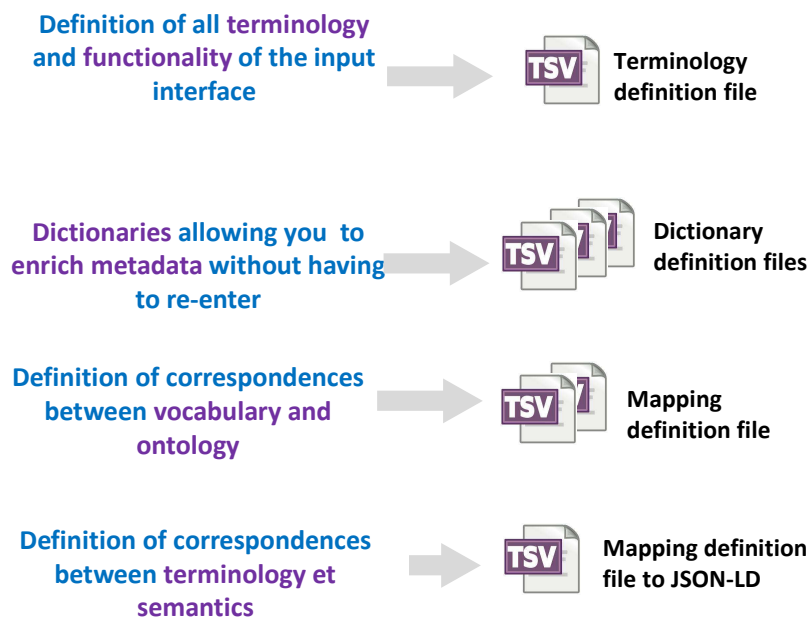 Definition of all terminology
and functionality of the input
interface
TSV
Terminology
definition file
Dictionaries allowing you to
enrich metadata without having
to re-enter
TSV
Dictionary
definition files
Definition of correspondences
between vocabulary and
ontology
TSV
Mapping
definition file
Definition of correspondences
between terminology et
semantics
TSV
Mapping definition
file to JSON-LD